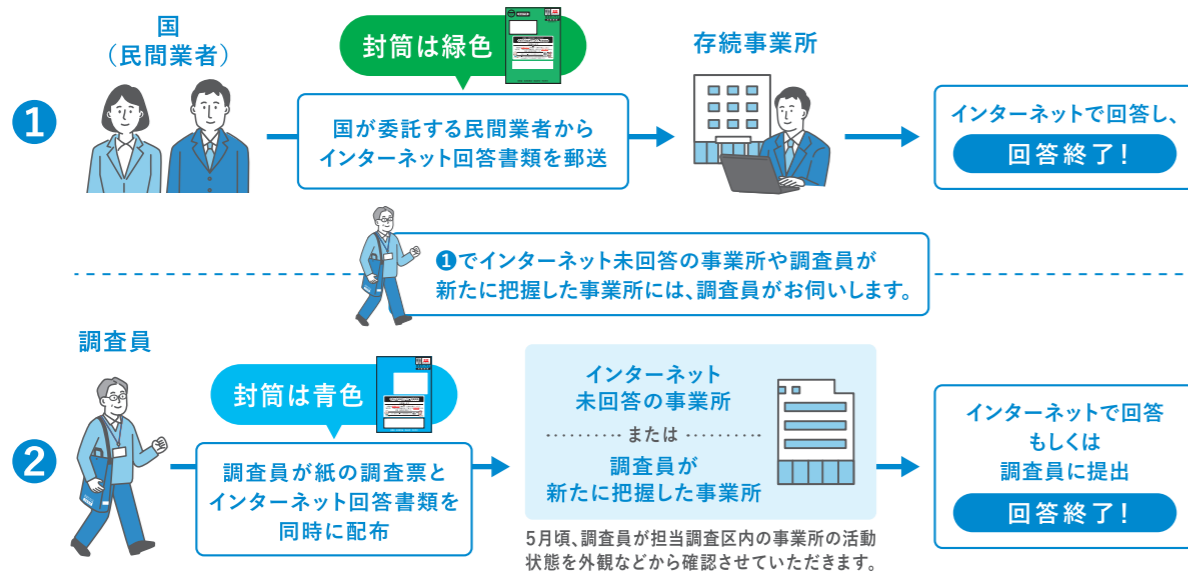 国
（民間業者）
封筒は緑色
存続事業所
❶
国が委託する民間業者から
インターネット回答書類を郵送
インターネットで回答し、
回答終了！
❶でインターネット未回答の事業所や調査員が
新たに把握した事業所には、調査員がお伺いします。
調査員
封筒は青色
❷
調査員が紙の調査票と
インターネット回答書類を
同時に配布
インターネット
未回答の事業所
‥‥‥‥‥ または ‥‥‥‥‥
調査員が
新たに把握した事業所
5月頃、調査員が担当調査区内の事業所の活動
状態を外観などから確認させていただきます。
インターネットで回答
もしくは
調査員に提出
回答終了！